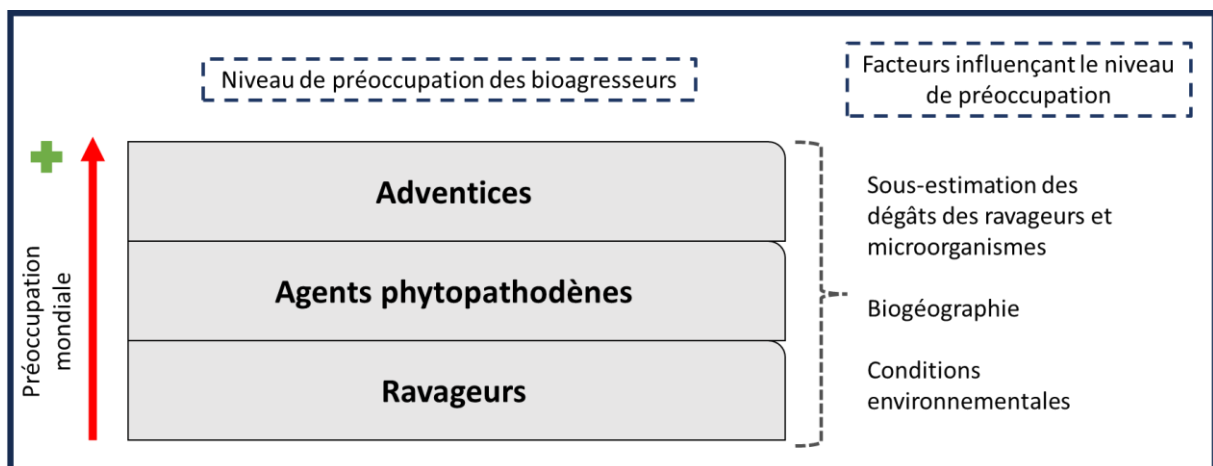 Niveau de préoccupation des bioagresseurs
Facteurs influençant le niveau
de préoccupation
Préoccupation
mondiale
Adventices
Agents phytopathodènes
Ravageurs
Sous-estimation des
dégâts des ravageurs et
microorganismes
Biogéographie
Conditions
environnementales